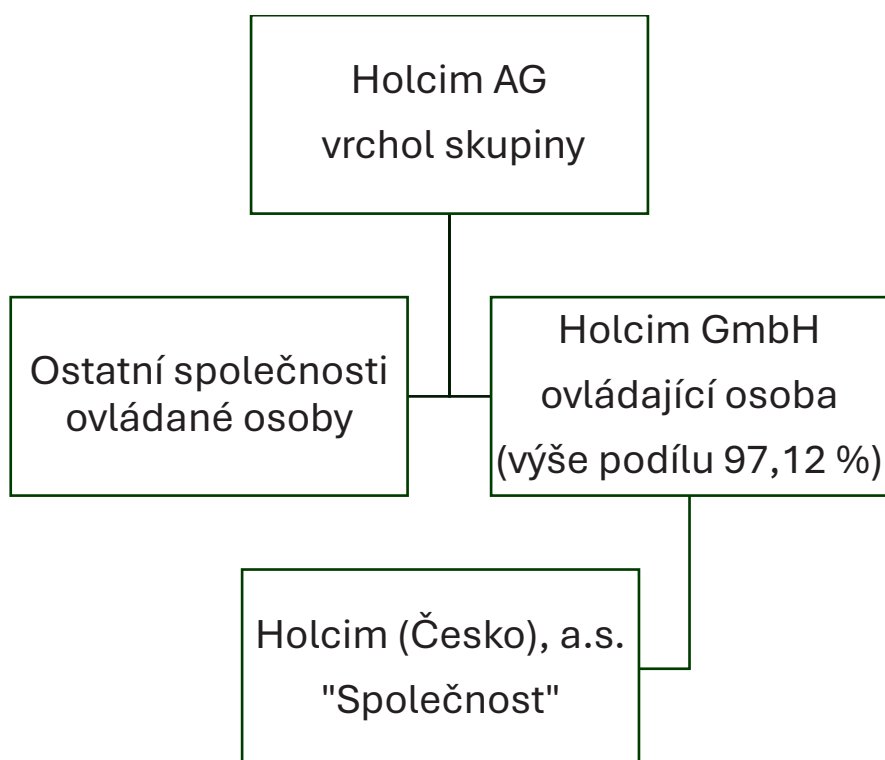 Holcim AG
vrchol skupiny
Ostatní společnosti
ovládané osoby
Holcim GmbH
ovládající osoba
(výše podílu 97,12 %)
Holcim (Česko), a.s.
"Společnost"